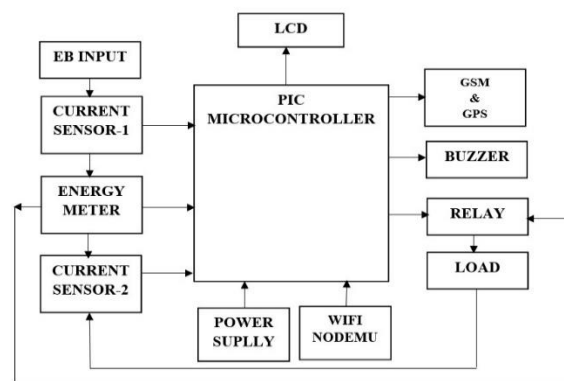 LCD
EB INPUT
CURRENT
SENSOR-1
ENERGY
METER
CURRENT
SENSOR-2
PIC
MICROCONTROLLER
GSM
&
GPS
BUZZER
RELAY
LOAD
POWER
SUPLLY
WIFI
NODEMU